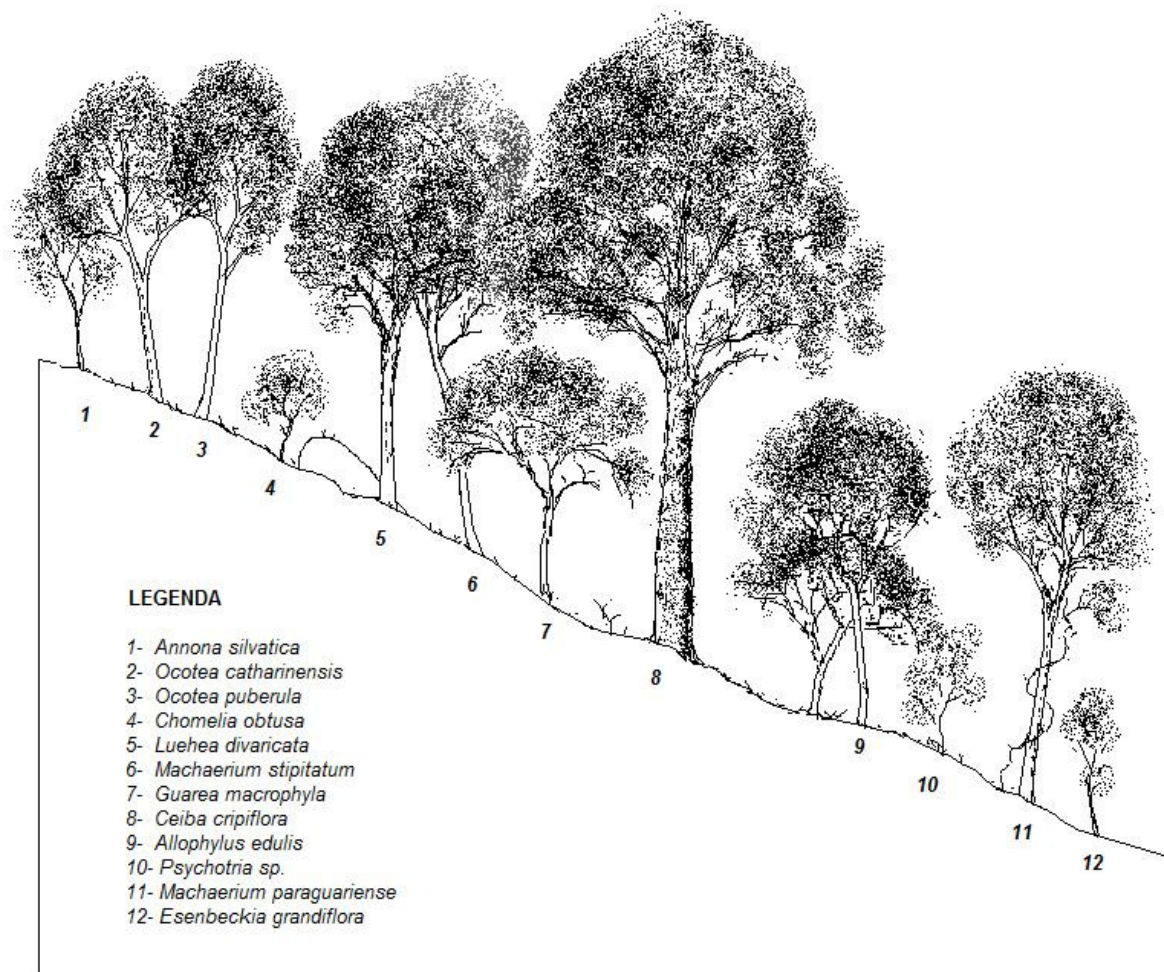 1
2
3
4
5
6
7
8
9
10
11
12
LEGENDA
1- Annona silvatica
2- Ocotea catharinensis
3- Ocotea puberula
4- Chomelia obtusa
5- Luehea divaricata
6- Machaerium stipitatum
7- Guarea macrophyla
8- Ceiba cripiflora
9- Allophylus edulis
10- Psychotria sp.
11- Machaerium paraguariense
12- Esenbeckia grandiflora